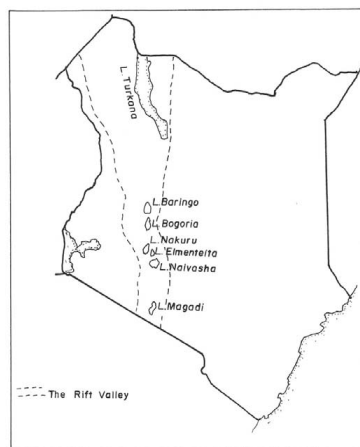 L. Turkana
L. Baringo
L. Bogoria
L. Nakuru
L. Elmenteita
L. Naivasha
L. Magadi
The Rift Valley